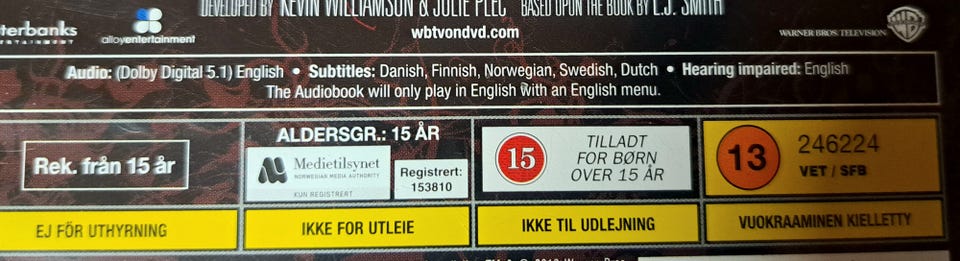 DEVELOPED BY KEVIN WILLIAMSON & JULIE PLEC BASED UPON THE BOOK BY L.J. SMITH
alloyentertainment
wbtvondvd.com
WARNER BROS. TELEVISION
Audio: (Dolby Digital 5.1) English • Subtitles: Danish, Finnish, Norwegian, Swedish, Dutch • Hearing impaired: English
The Audiobook will only play in English with an English menu.
Rek. från 15 år
ALDERSGR.: 15 ÅR
Medietilsynet
NORWEGIAN MEDIA AUTHORITY
KUN REGISTRERT
Registrert:
153810
15
TILLADT
FOR BØRN
OVER 15 ÅR
13
246224
VET / SFB
EJ FÖR UTHYRNING
IKKE FOR UTLEIE
IKKE TIL UDLEJNING
VUOKRAAMINEN KIELLETTY